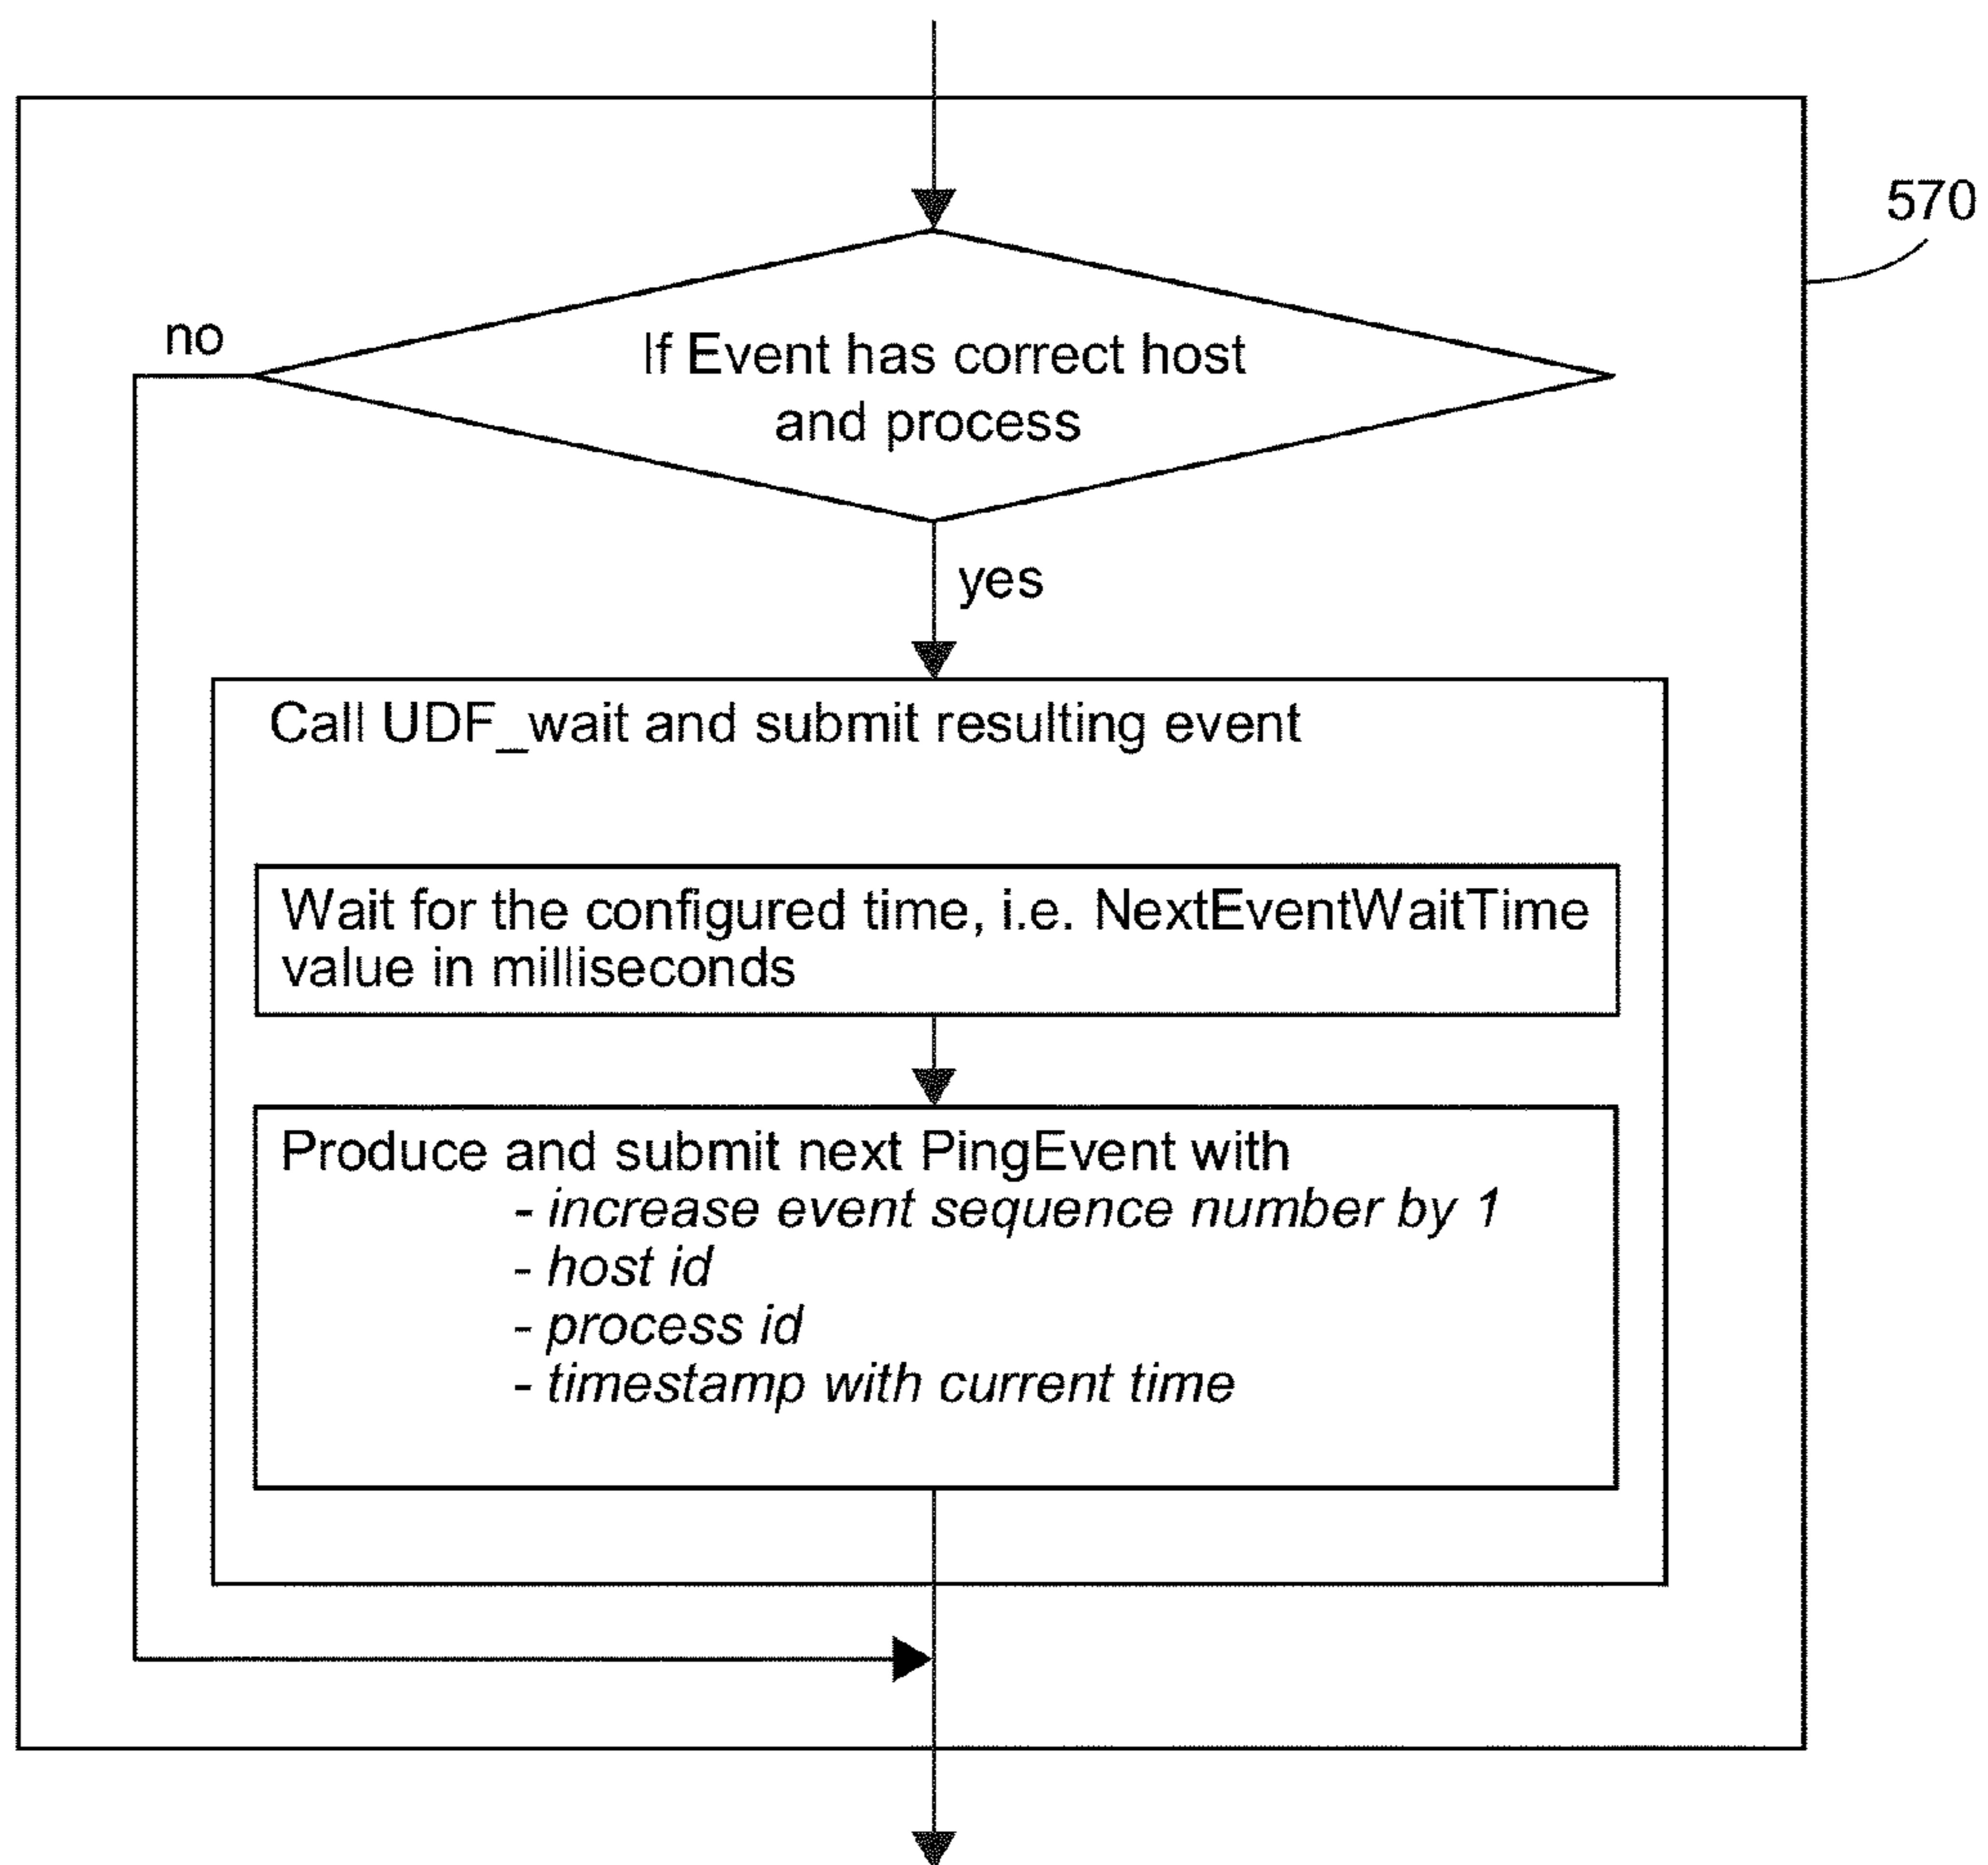 570
no
If Event has correct host
and process
yes
Call UDF_wait and submit resulting event
Wait for the configured time, i.e. NextEventWaitTime
value in milliseconds
Produce and submit next PingEvent with
- increase event sequence number by 1
- host id
- process id
- timestamp with current time